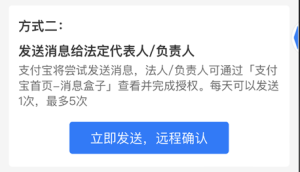 方式二：
发送消息给法定代表人/负责人
支付宝将尝试发送消息，法人/负责人可通过「支付
宝首页-消息盒子」查看并完成授权。每天可以发送
1次，最多5次
立即发送，远程确认